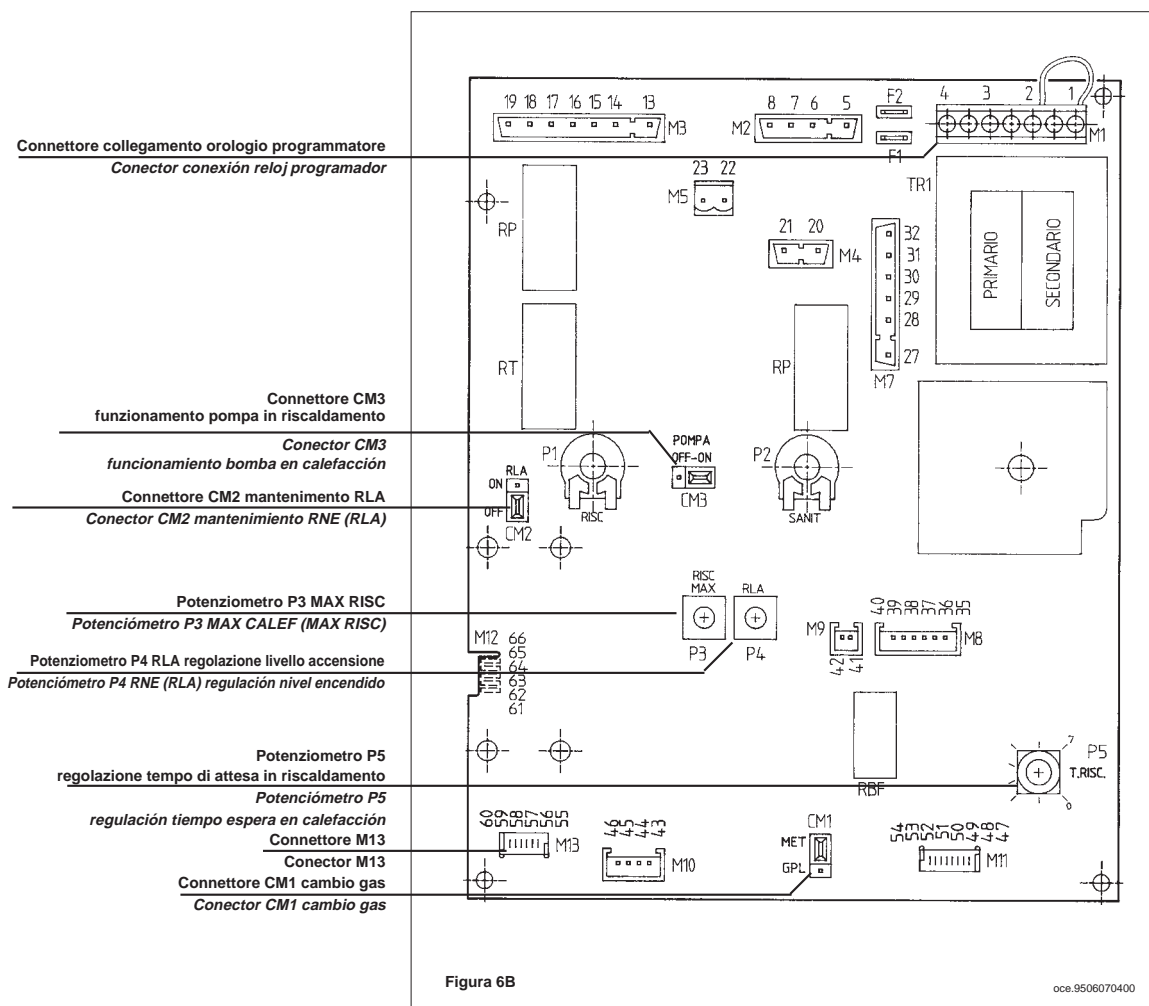 19 18 17 16 15 14 13
M3
8 7 6 5
M2
F2
F1
4 3 2 1
M1
Connettore collegamento orologio programmatore
Conector conexión reloj programador
23 22
M5
TR1
RP
21 20
M4
32
31
30
29
28
27
M7
PRIMARIO
SECONDARIO
RT
RP
Connettore CM3
funzionamento pompa in riscaldamento
Conector CM3
funcionamiento bomba en calefacción
P1
RISC
POMPA
OFF-ON
CM3
P2
SANIT
RLA
ON
OFF
CM2
Connettore CM2 mantenimento RLA
Conector CM2 mantenimiento RNE (RLA)
Potenziometro P3 MAX RISC
Potenciómetro P3 MAX CALEF (MAX RISC)
RISC
MAX
P3
RLA
P4
M9
42 41
40 39 38 37 36 35
M8
Potenziometro P4 RLA regolazione livello accensione
Potenciómetro P4 RNE (RLA) regulación nivel encendido
M12
66
65
64
63
62
61
Potenziometro P5
regolazione tempo di attesa in riscaldamento
Potenciómetro P5
regulación tiempo espera en calefacción
RBF
7
P5
T.RISC.
0
Connettore M13
Conector M13
60 59 58 57 56 55
M13
46 45 44 43
M10
CM1
MET
GPL
54 53 52 51 50 49 48 47
M11
Connettore CM1 cambio gas
Conector CM1 cambio gas
Figura 6B
oce.9506070400